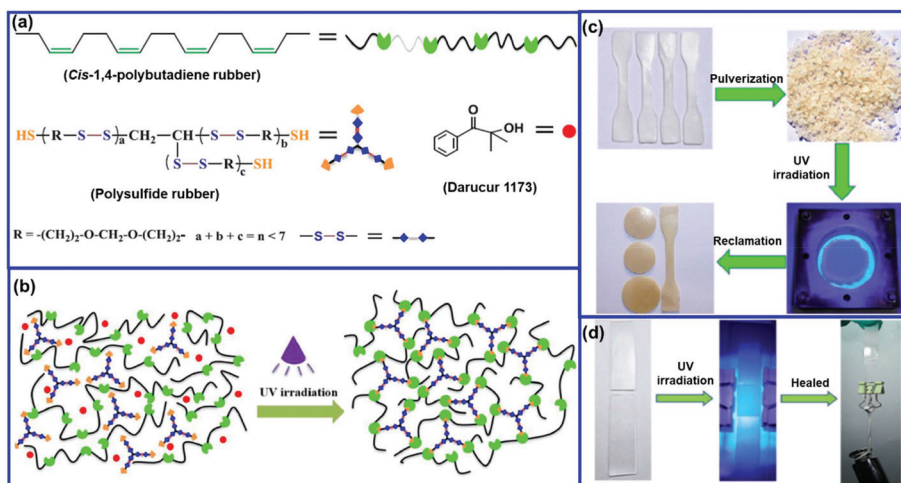 (a)
=
(Cis-1,4-polybutadiene rubber)
HS-(-R-S-S-)a-CH2-CH-(-S-S-R-)b-SH =
(-S-S-R-)c-SH
(Polysulfide rubber)
O
OH =
(Darucur 1173)
R = -(CH2)2-O-CH2-O-(CH2)2- a + b + c = n < 7 -S-S- =
(b)
UV irradiation
(c)
Pulverization
UV
irradiation
Reclamation
(d)
UV
irradiation
Healed